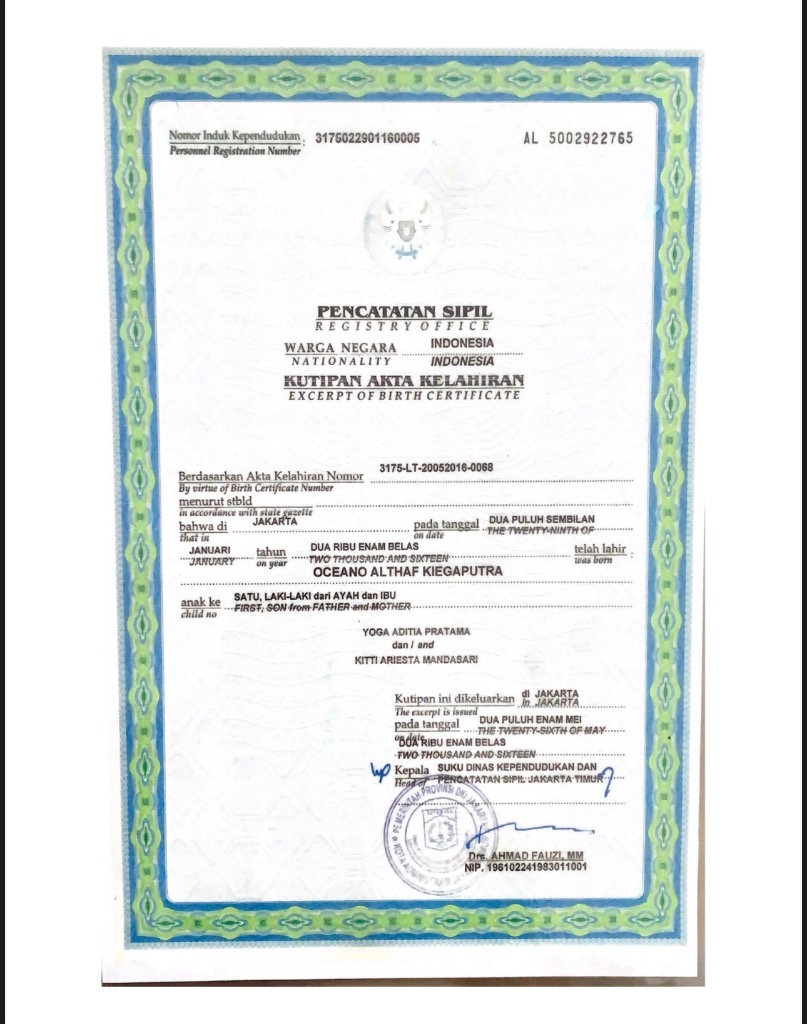 Nomor Induk Kependudukan : 3175022901160005
Personnel Registration Number
AL 5002922765
PENCATATAN SIPIL
REGISTRY OFFICE
WARGA NEGARA INDONESIA
NATIONALITY INDONESIA
KUTIPAN AKTA KELAHIRAN
EXCERPT OF BIRTH CERTIFICATE
Berdasarkan Akta Kelahiran Nomor 3175-LT-20052016-0068
By virtue of Birth Certificate Number
menurut stbld
in accordance with state gazette
bahwa di JAKARTA pada tanggal DUA PULUH SEMBILAN
that in on date THE TWENTY-NINTH OF
JANUARI tahun DUA RIBU ENAM BELAS telah lahir :
JANUARY on year TWO THOUSAND AND SIXTEEN was born
OCEANO ALTHAF KIEGAPUTRA
anak ke SATU, LAKI-LAKI dari AYAH dan IBU
child no FIRST, SON from FATHER and MOTHER
YOGA ADITIA PRATAMA
dan / and
KITTI ARIESTA MANDASARI
Kutipan ini dikeluarkan di JAKARTA
The excerpt is issued in JAKARTA
pada tanggal DUA PULUH ENAM MEI
on date THE TWENTY-SIXTH OF MAY
DUA RIBU ENAM BELAS
TWO THOUSAND AND SIXTEEN
Kepala SUKU DINAS KEPENDUDUKAN DAN
Head of PENCATATAN SIPIL JAKARTA TIMUR
PEMERINTAH PROVINSI DKI JAKARTA
KOTA ADMINISTRASI
Drs. AHMAD FAUZI, MM
NIP. 196102241983011001